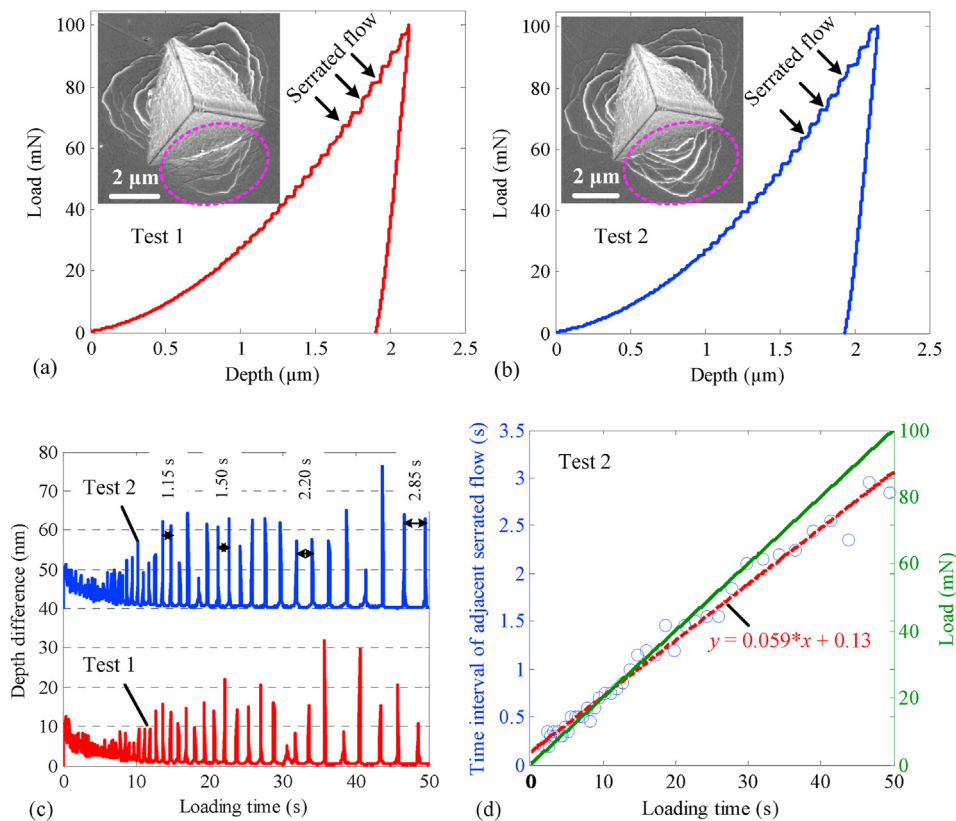 100
80
60
40
20
0
Load (mN)
Serrated flow
2 μm
Test 1
0
0.5
1
1.5
2
2.5
(a)
Depth (μm)
100
80
60
40
20
0
Load (mN)
Serrated flow
2 μm
Test 2
0
0.5
1
1.5
2
2.5
(b)
Depth (μm)
80
70
60
50
40
30
20
10
0
Depth difference (nm)
Test 2
1.15 s
1.50 s
2.20 s
2.85 s
Test 1
0
10
20
30
40
50
(c)
Loading time (s)
3.5
3
2.5
2
1.5
1
0.5
0
Time interval of adjacent serrated flow (s)
Test 2
y = 0.059*x + 0.13
100
80
60
40
20
0
Load (mN)
0
10
20
30
40
50
(d)
Loading time (s)